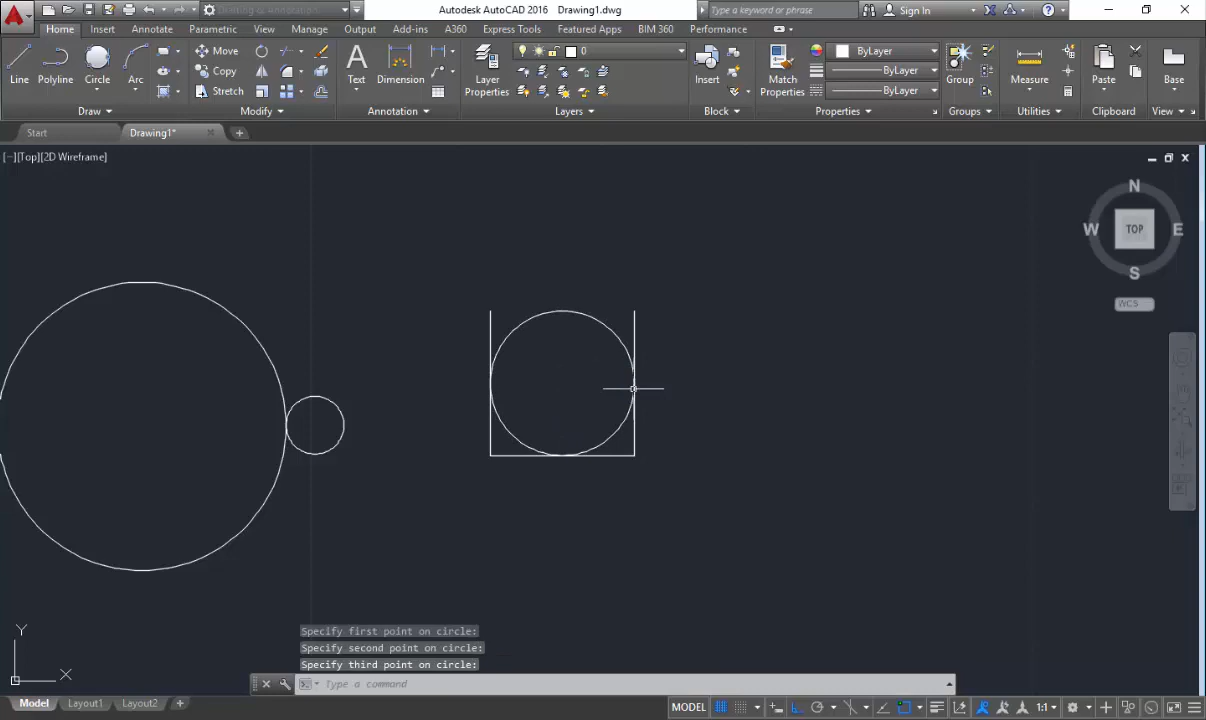 Drafting & Annotation
Autodesk AutoCAD 2016 Drawing1.dwg
Type a keyword or phrase
Sign In
Home Insert Annotate Parametric View Manage Output Add-ins A360 Express Tools Featured Apps BIM 360 Performance
Line Polyline Circle Arc
Move
Copy
Stretch
Text Dimension
Layer Properties
0
Insert
Match Properties
ByLayer
ByLayer
ByLayer
Group
Measure
Paste
Base
Draw Modify Annotation Layers Block Properties Groups Utilities Clipboard View
Start Drawing1*
[−][Top][2D Wireframe]
N
W TOP E
S
WCS
Y
X
Specify first point on circle:
Specify second point on circle:
Specify third point on circle:
Type a command
Model Layout1 Layout2 +
MODEL 1:1